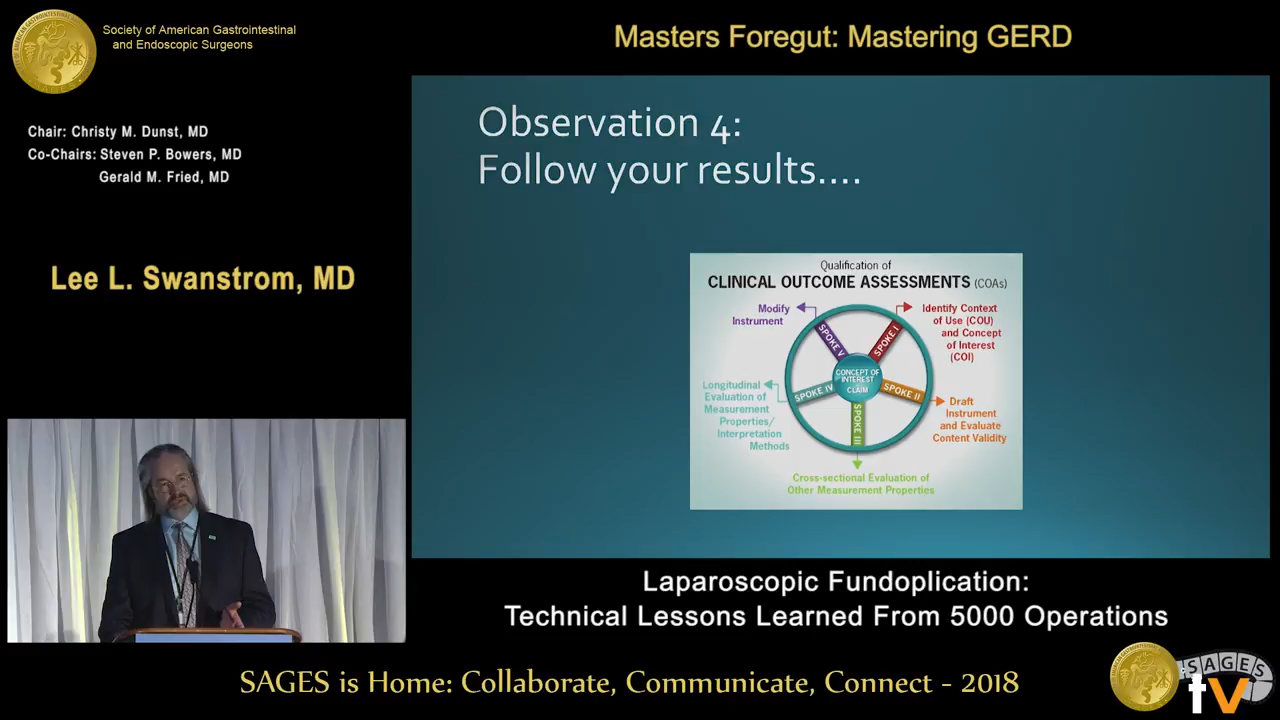 Society of American Gastrointestinal
and Endoscopic Surgeons
Masters Foregut: Mastering GERD
Chair: Christy M. Dunst, MD
Co-Chairs: Steven P. Bowers, MD
Gerald M. Fried, MD
Lee L. Swanstrom, MD
Observation 4:
Follow your results....
Qualification of
CLINICAL OUTCOME ASSESSMENTS (COAs)
Modify
Instrument
Identify Context
of Use (COU)
and Concept
of Interest
(COI)
SPOKE V
SPOKE I
CONCEPT OF
INTEREST
CLAIM
Longitudinal
Evaluation of
Measurement
Properties/
Interpretation
Methods
SPOKE IV
SPOKE II
SPOKE III
Draft
Instrument
and Evaluate
Content Validity
Cross-sectional Evaluation of
Other Measurement Properties
Laparoscopic Fundoplication:
Technical Lessons Learned From 5000 Operations
SAGES is Home: Collaborate, Communicate, Connect - 2018
SAGES
tv